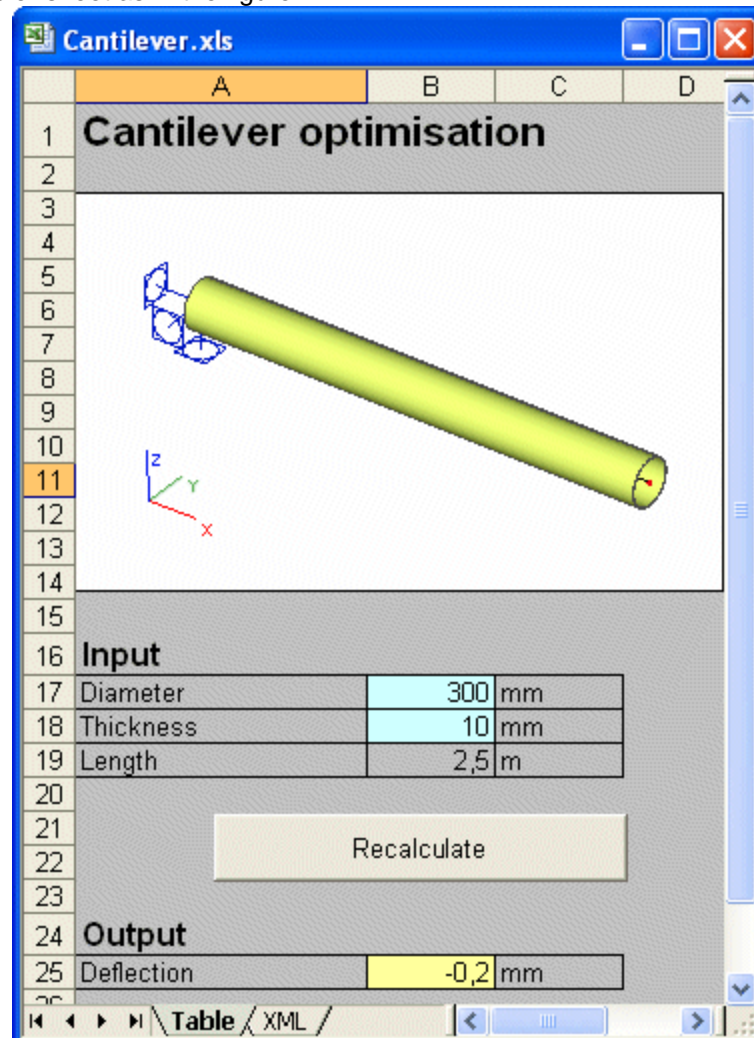 Cantilever.xls
A B C D
1 Cantilever optimisation
2
3
4
5
6
7
8
9
10
Z
11
Y
12
X
13
14
15
16 Input
17 Diameter 300 mm
18 Thickness 10 mm
19 Length 2,5 m
20
21
Recalculate
22
23
24 Output
25 Deflection -0,2 mm
Table XML